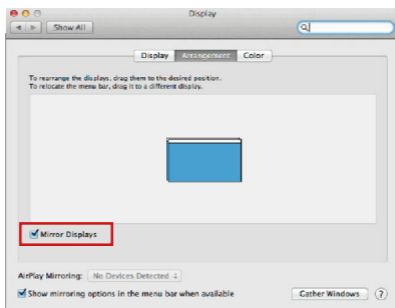 Display
Show All
Display Arrangement Color
To rearrange the displays, drag them to the desired position.
To relocate the menu bar, drag it to a different display.
Mirror Displays
AirPlay Mirroring: No Devices Detected
Show mirroring options in the menu bar when available
Gather Windows ?